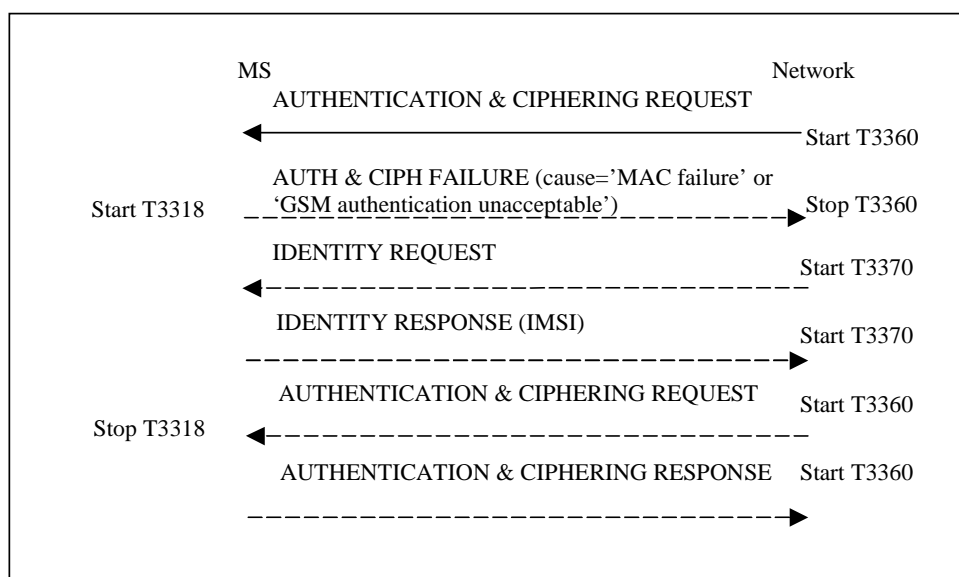 MS Network
AUTHENTICATION & CIPHERING REQUEST
Start T3360
AUTH & CIPH FAILURE (cause=’MAC failure’ or
‘GSM authentication unacceptable’)
Start T3318 Stop T3360
IDENTITY REQUEST Start T3370
IDENTITY RESPONSE (IMSI) Start T3370
AUTHENTICATION & CIPHERING REQUEST Start T3360
Stop T3318
AUTHENTICATION & CIPHERING RESPONSE Start T3360